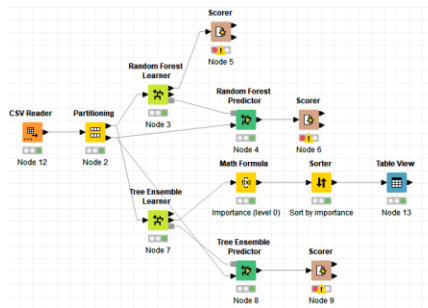 Scorer
Node 5
Random Forest
Learner
Node 3
Random Forest
Predictor
Node 4
Scorer
Node 6
CSV Reader
Node 12
Partitioning
Node 2
Math Formula
Importance (level 0)
Sorter
Sort by importance
Table View
Node 13
Tree Ensemble
Learner
Node 7
Tree Ensemble
Predictor
Node 8
Scorer
Node 9